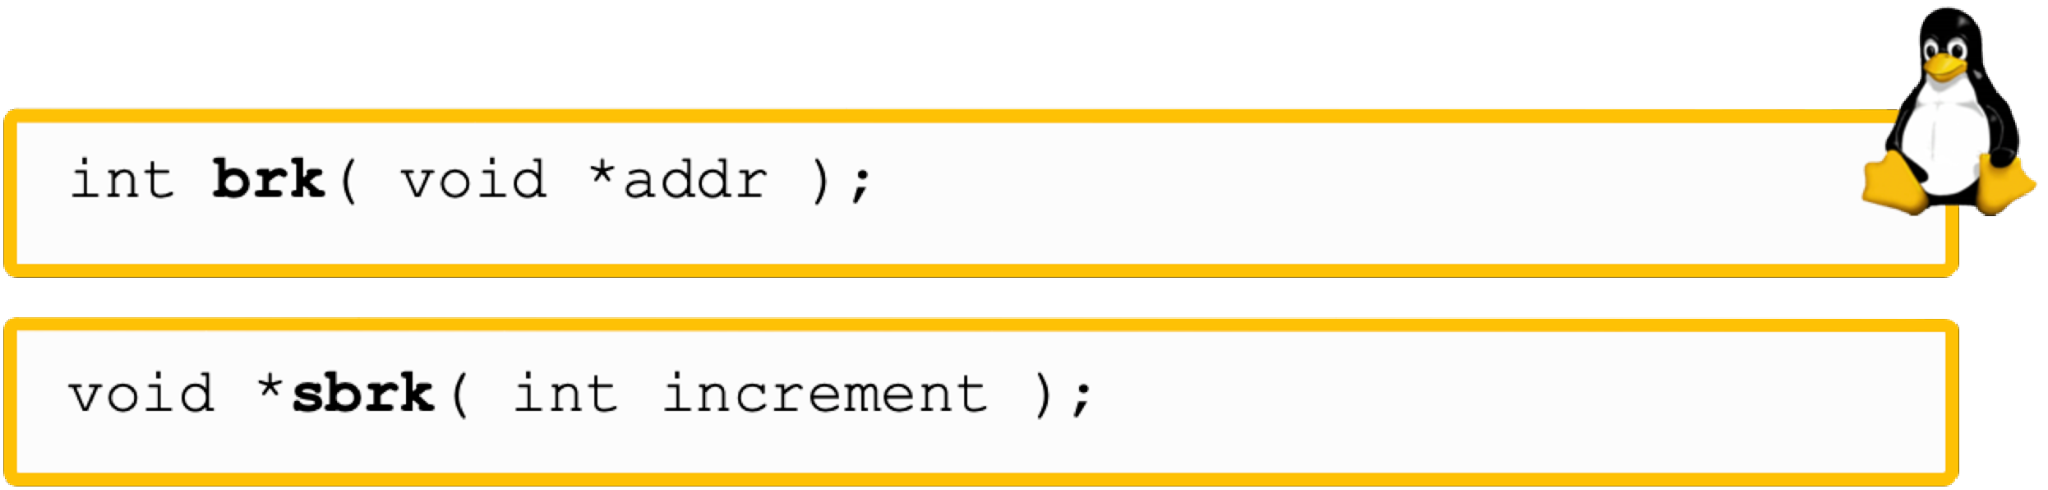 int brk( void *addr );
void *sbrk( int increment );